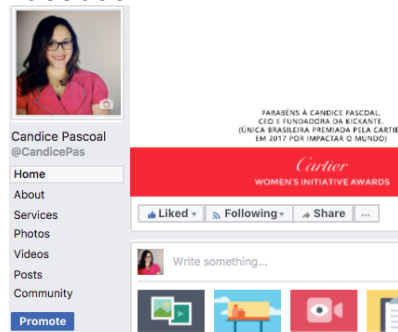 Candice Pascoal
@CandicePas
Home
About
Services
Photos
Videos
Posts
Community
Promote
PARABÉNS À CANDICE PASCOAL,
CEO E FUNDADORA DA KICKANTE.
(ÚNICA BRASILEIRA PREMIADA PELA CARTIE
EM 2017 POR IMPACTAR O MUNDO)
Cartier
WOMEN'S INITIATIVE AWARDS
Liked
Following
Share
...
Write something...